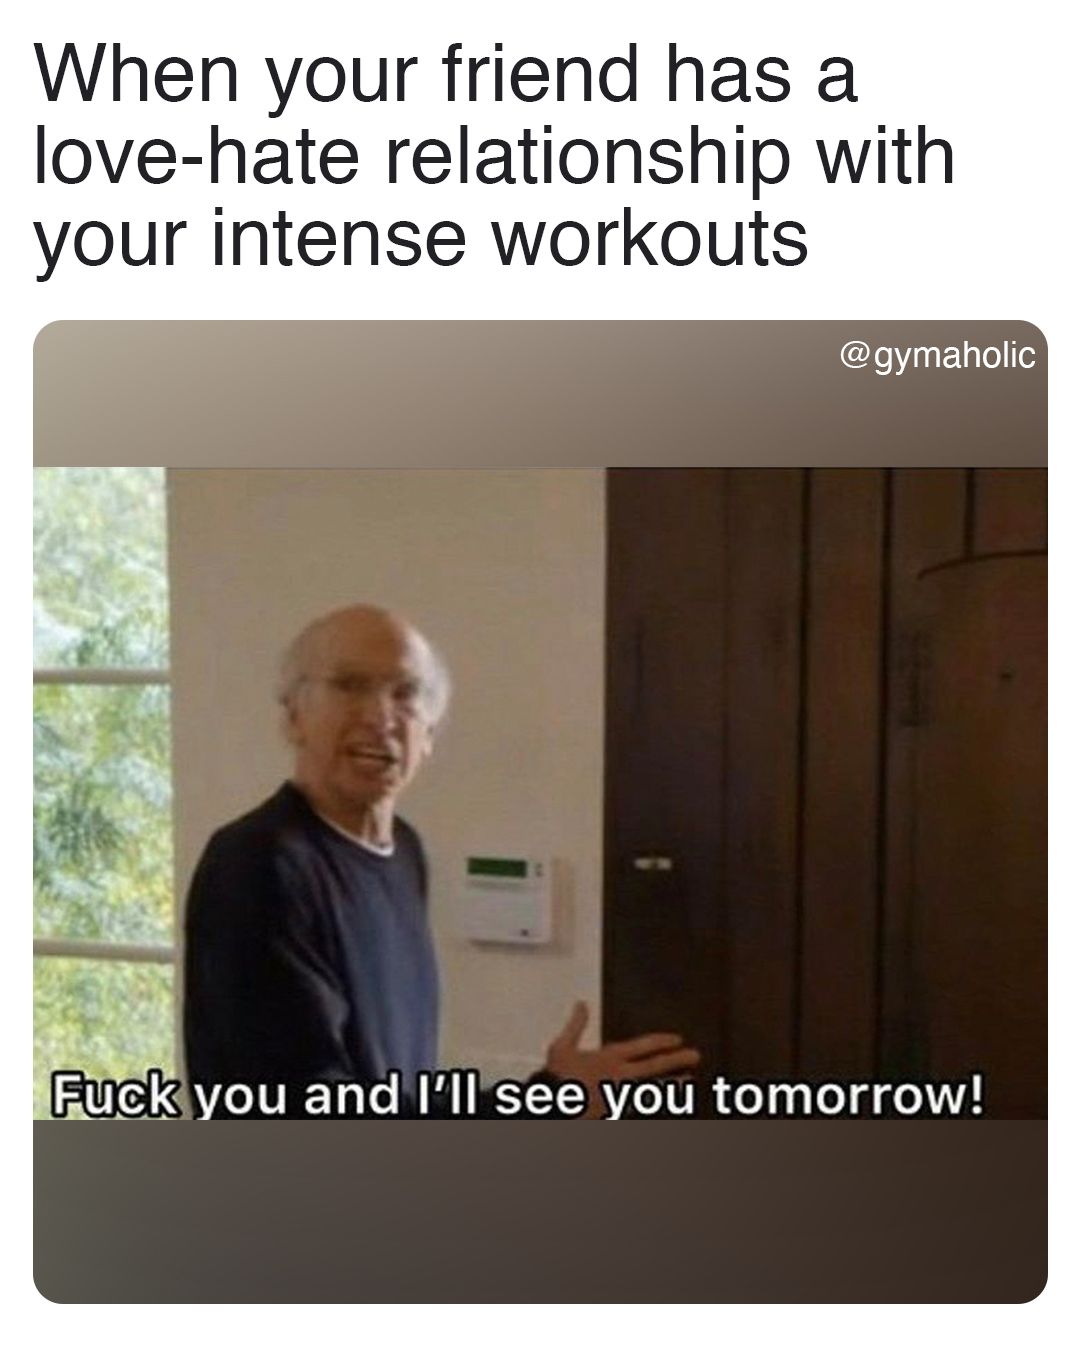 When your friend has a
love-hate relationship with
your intense workouts
@gymaholic
Fuck you and I'll see you tomorrow!